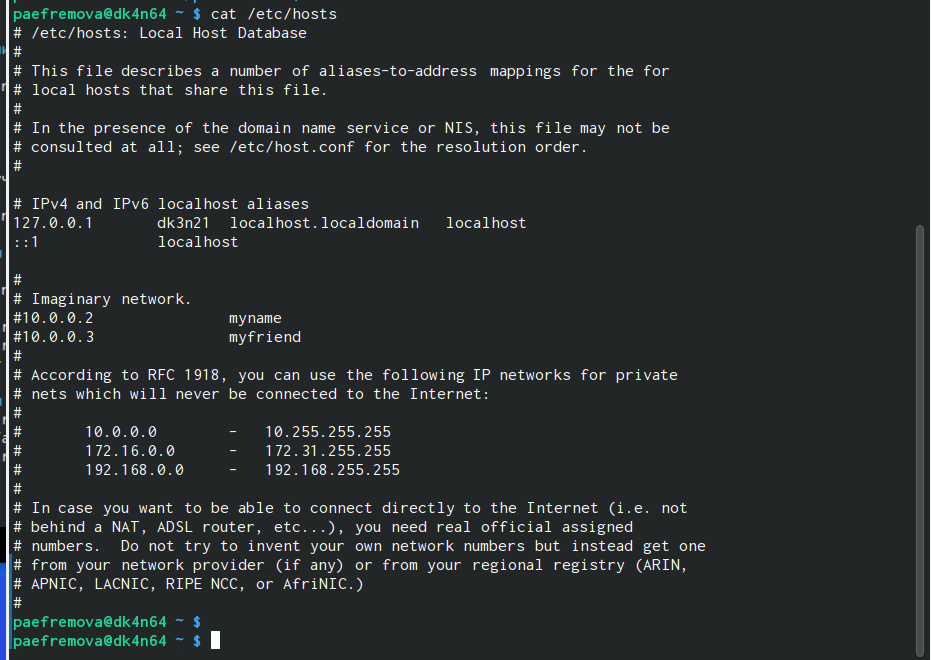 paefremova@dk4n64 ~ $ cat /etc/hosts
# /etc/hosts: Local Host Database
#
# This file describes a number of aliases-to-address mappings for the for
# local hosts that share this file.
#
# In the presence of the domain name service or NIS, this file may not be
# consulted at all; see /etc/host.conf for the resolution order.
#

# IPv4 and IPv6 localhost aliases
127.0.0.1       dk3n21  localhost.localdomain   localhost
::1             localhost

#
# Imaginary network.
#10.0.0.2               myname
#10.0.0.3               myfriend
#
# According to RFC 1918, you can use the following IP networks for private
# nets which will never be connected to the Internet:
#
#       10.0.0.0        -   10.255.255.255
#       172.16.0.0      -   172.31.255.255
#       192.168.0.0     -   192.168.255.255
#
# In case you want to be able to connect directly to the Internet (i.e. not
# behind a NAT, ADSL router, etc...), you need real official assigned
# numbers.  Do not try to invent your own network numbers but instead get one
# from your network provider (if any) or from your regional registry (ARIN,
# APNIC, LACNIC, RIPE NCC, or AfriNIC.)
#
paefremova@dk4n64 ~ $
paefremova@dk4n64 ~ $